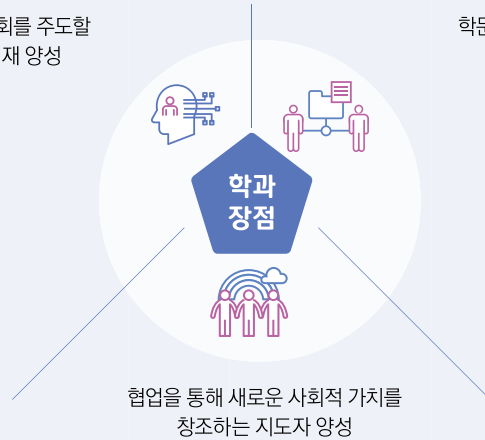 회를 주도할
재 양성
학문
학과
장점
협업을 통해 새로운 사회적 가치를
창조하는 지도자 양성